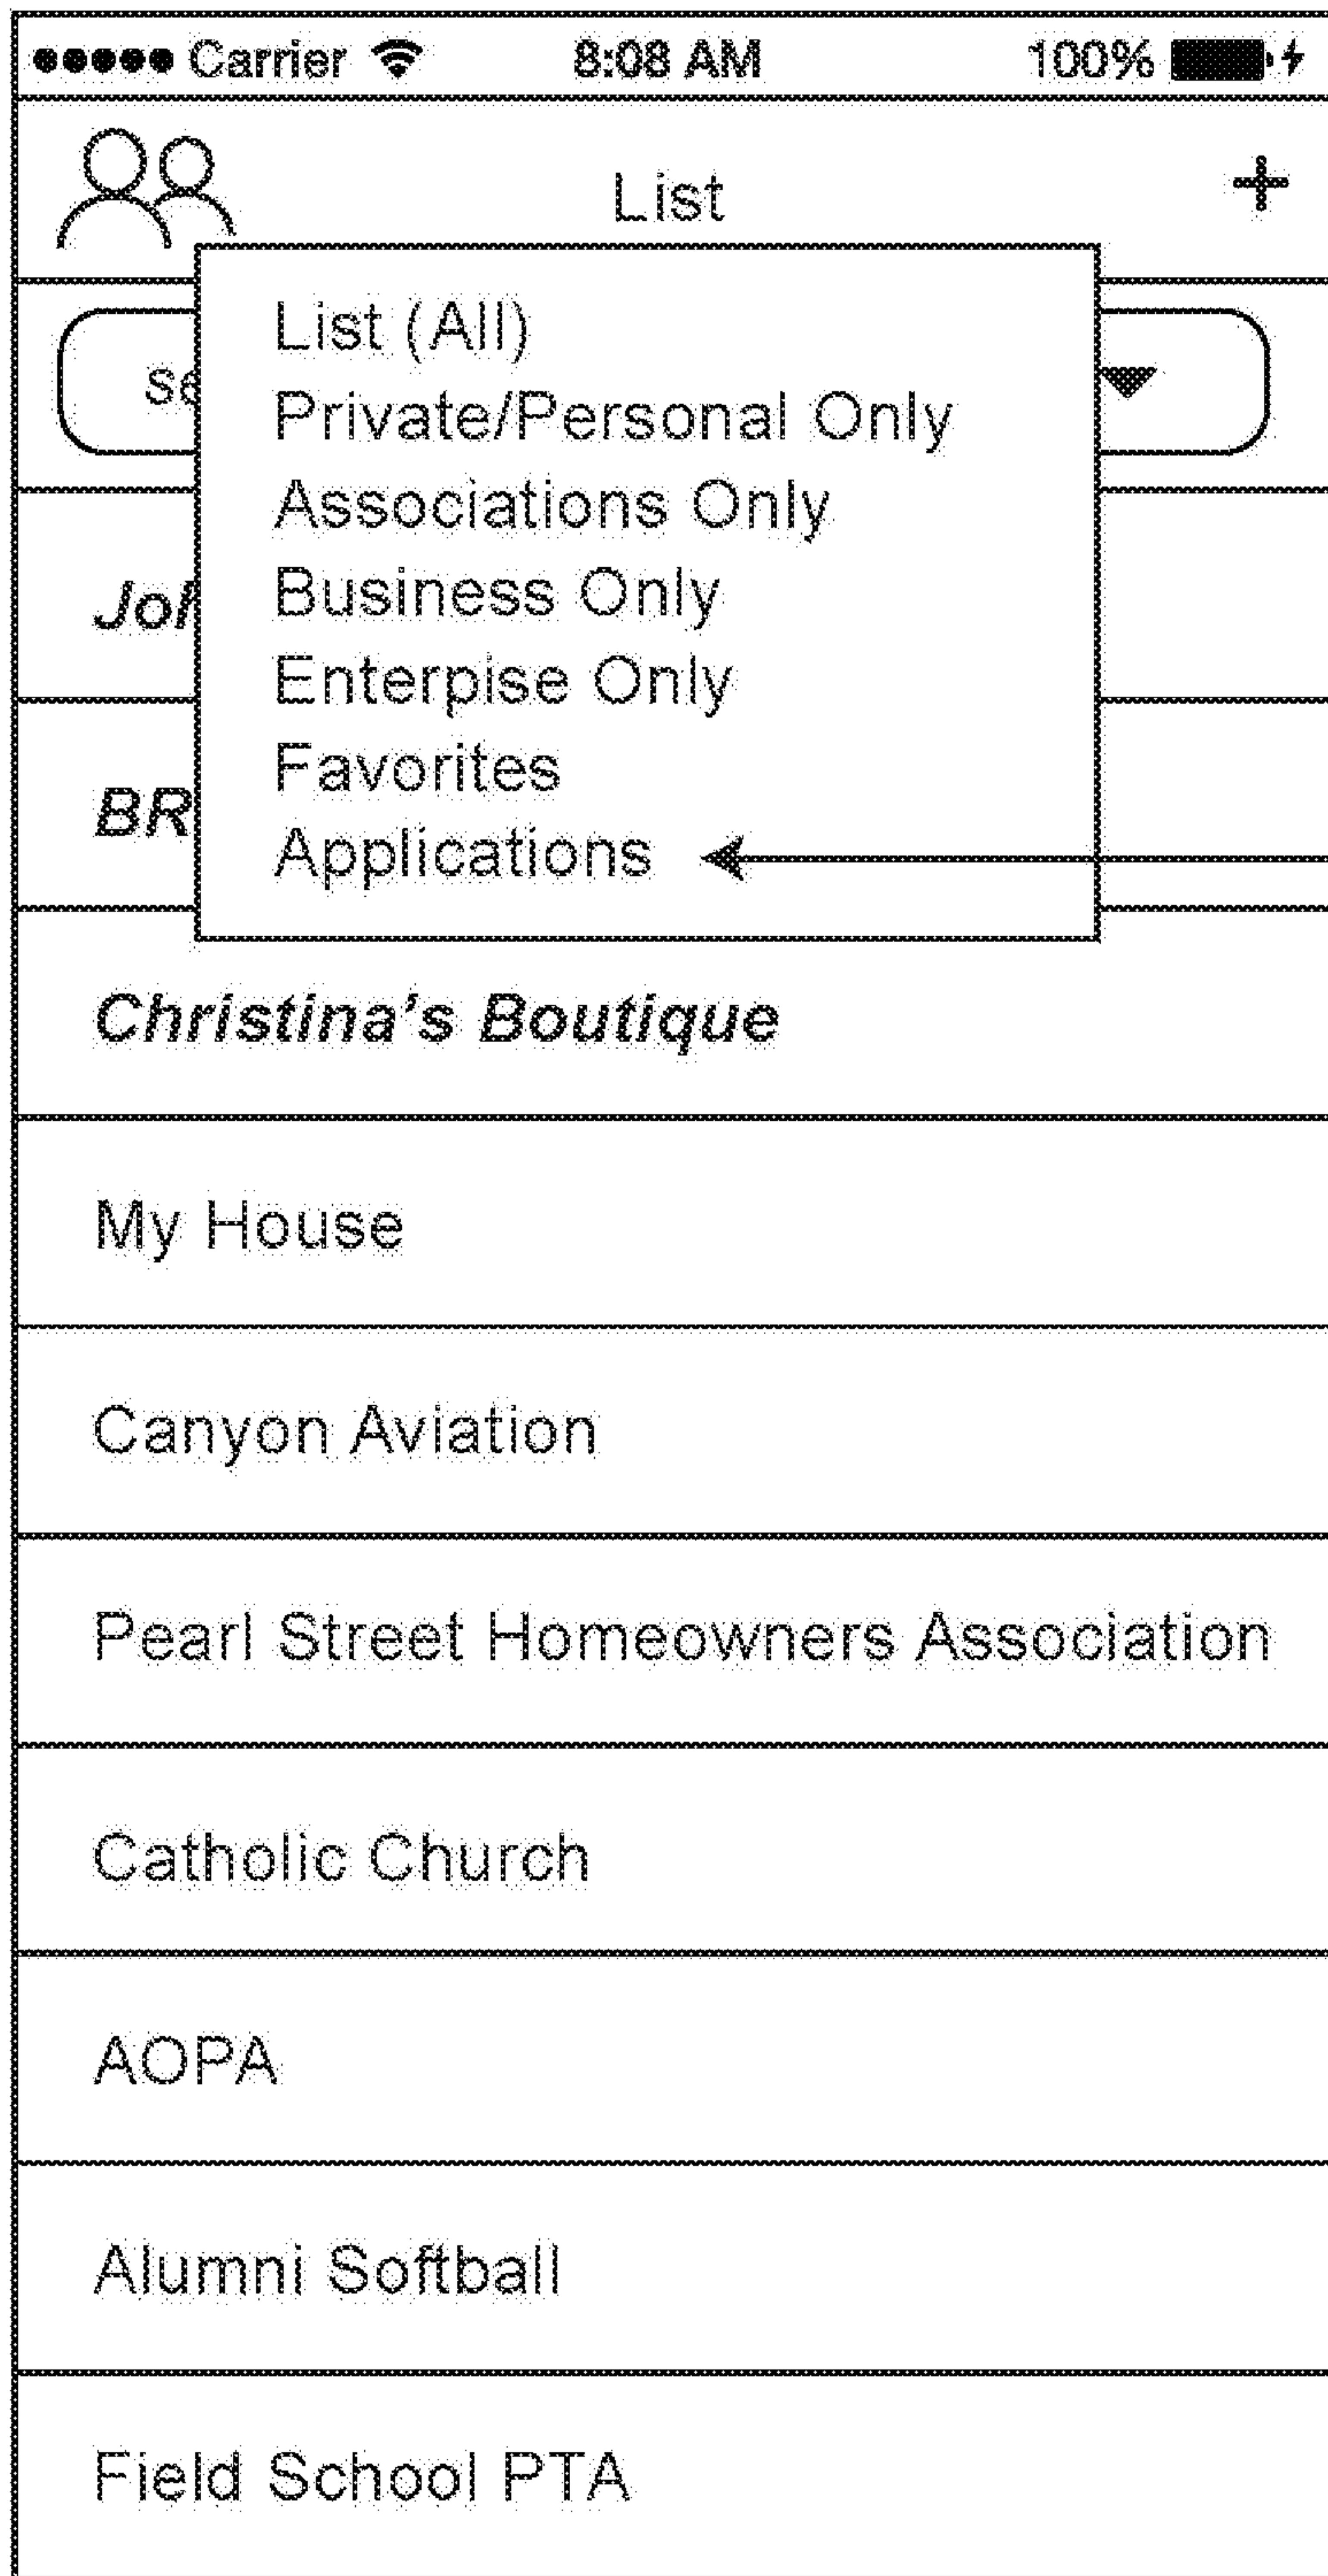 Carrier 8:08 AM 100%
List +
List (All)
Private/Personal Only
Associations Only
Business Only
Enterpise Only
Favorites
Applications
Christina's Boutique
My House
Canyon Aviation
Pearl Street Homeowners Association
Catholic Church
AOPA
Alumni Softball
Field School PTA